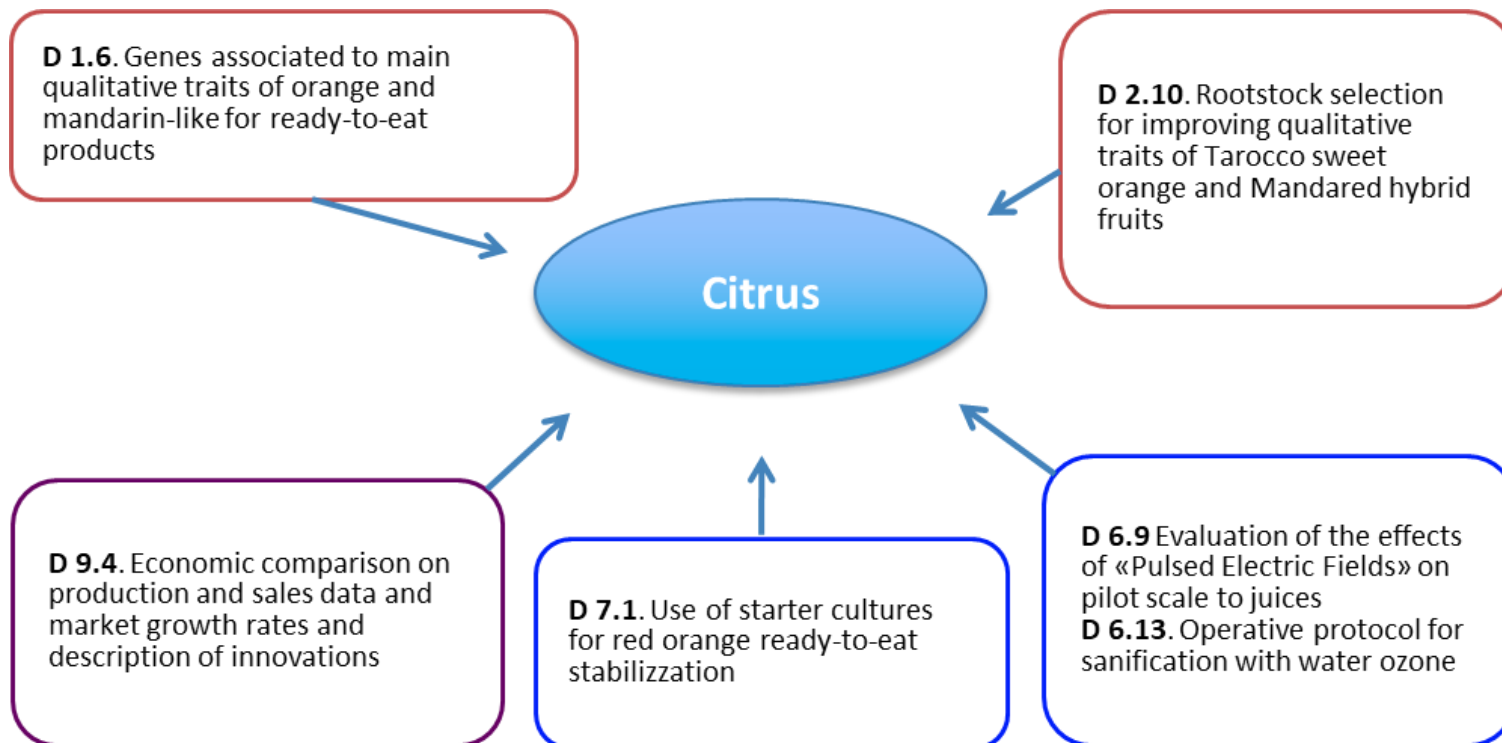 D 1.6. Genes associated to main
qualitative traits of orange and
mandarin-like for ready-to-eat
products
D 2.10. Rootstock selection
for improving qualitative
traits of Tarocco sweet
orange and Mandared hybrid
fruits
Citrus
D 9.4. Economic comparison on
production and sales data and
market growth rates and
description of innovations
D 7.1. Use of starter cultures
for red orange ready-to-eat
stabilizzation
D 6.9 Evaluation of the effects
of «Pulsed Electric Fields» on
pilot scale to juices
D 6.13. Operative protocol for
sanification with water ozone